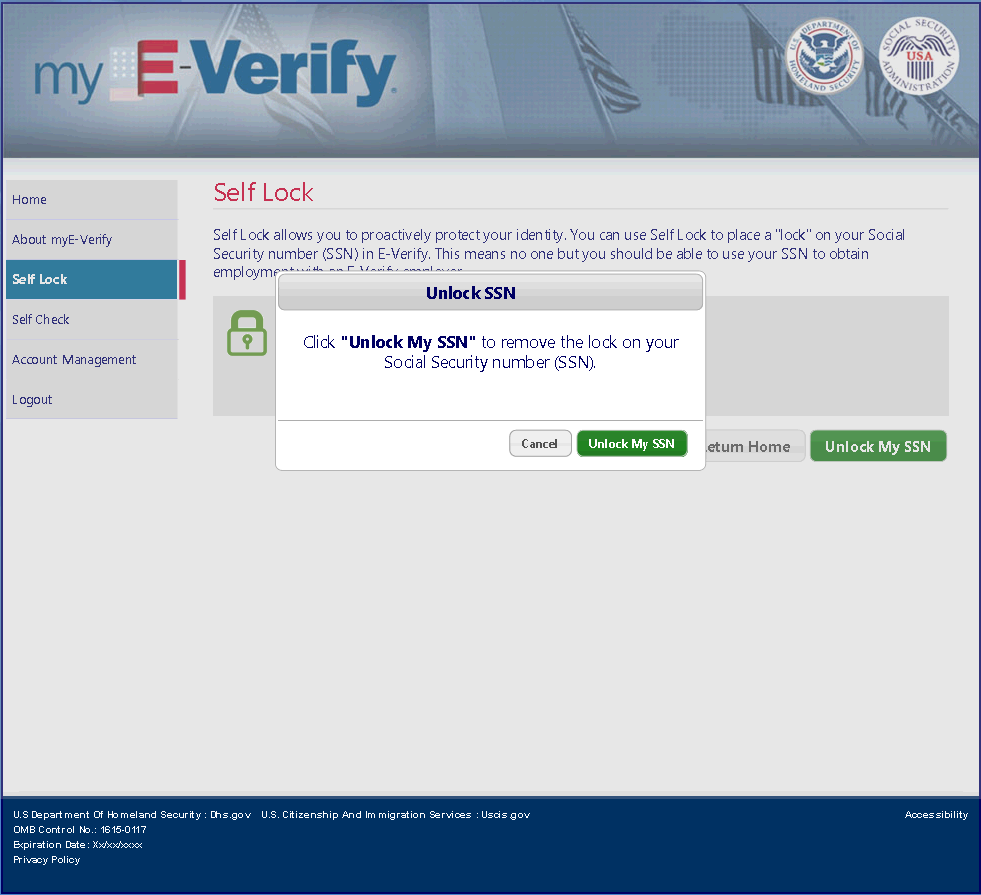 my E-Verify
U.S. DEPARTMENT OF HOMELAND SECURITY
SOCIAL SECURITY ADMINISTRATION
USA
Home
About myE-Verify
Self Lock
Self Check
Account Management
Logout
Self Lock
Self Lock allows you to proactively protect your identity. You can use Self Lock to place a "lock" on your Social
Security number (SSN) in E-Verify. This means no one but you should be able to use your SSN to obtain
employment with an E-Verify employer.
Unlock SSN
Click "Unlock My SSN" to remove the lock on your
Social Security number (SSN).
Cancel
Unlock My SSN
eturn Home
Unlock My SSN
U.S Department Of Homeland Security : Dhs.gov U.S. Citizenship And Immigration Services : Uscis.gov
Accessibility
OMB Control No.: 1615-0117
Expiration Date: Xx/xx/xxxx
Privacy Policy